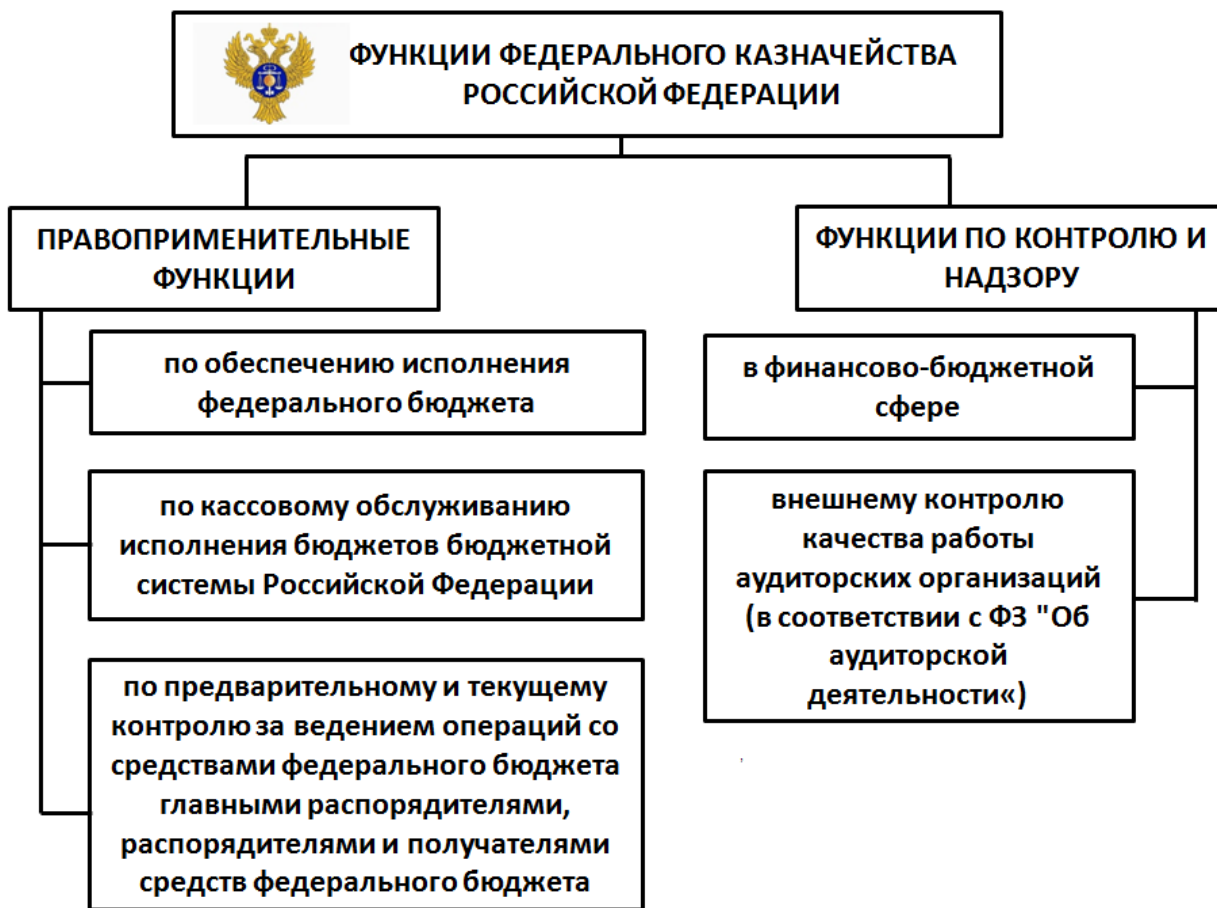 ФУНКЦИИ ФЕДЕРАЛЬНОГО КАЗНАЧЕЙСТВА
РОССИЙСКОЙ ФЕДЕРАЦИИ
ПРАВОПРИМЕНИТЕЛЬНЫЕ
ФУНКЦИИ
по обеспечению исполнения
федерального бюджета
по кассовому обслуживанию
исполнения бюджетов бюджетной
системы Российской Федерации
по предварительному и текущему
контролю за ведением операций со
средствами федерального бюджета
главными распорядителями,
распорядителями и получателями
средств федерального бюджета
ФУНКЦИИ ПО КОНТРОЛЮ И
НАДЗОРУ
в финансово-бюджетной
сфере
внешнему контролю
качества работы
аудиторских организаций
(в соответствии с ФЗ "Об
аудиторской
деятельности«)
,